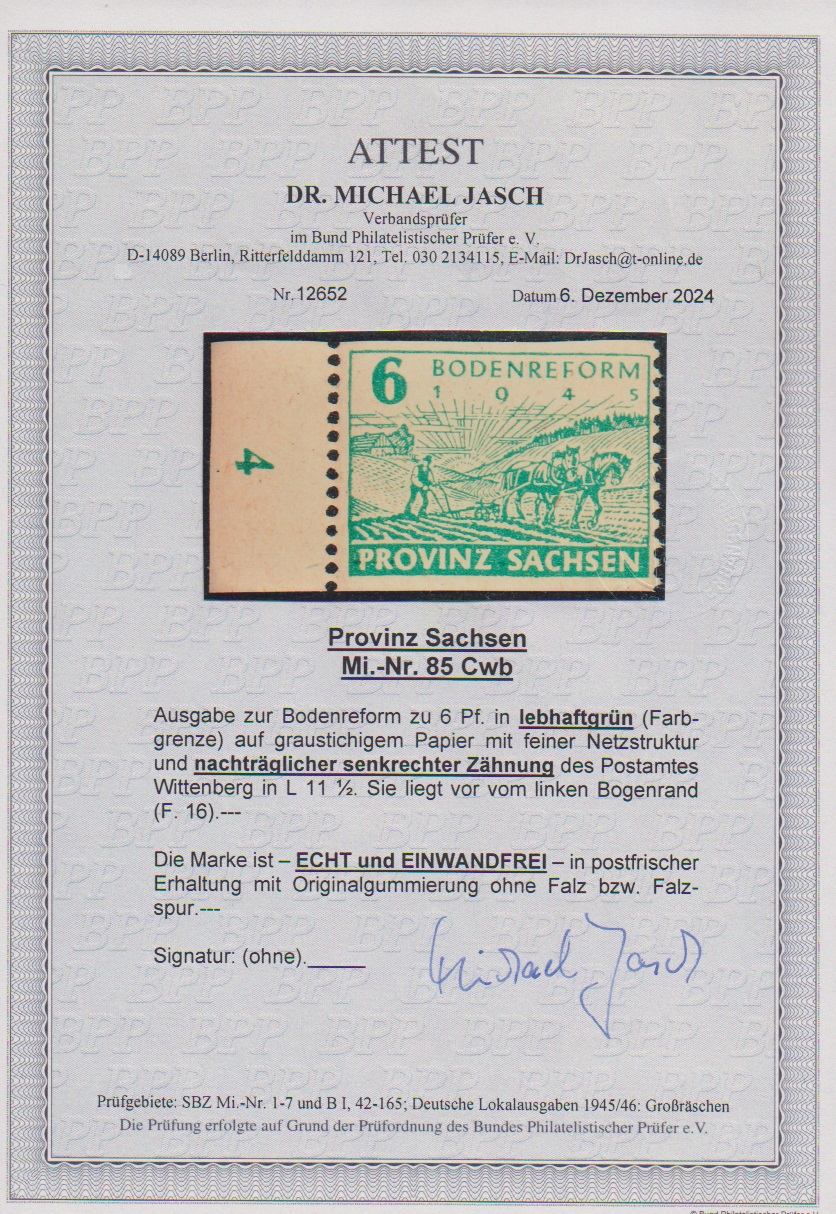 ATTEST
DR. MICHAEL JASCH
Verbandsprüfer
im Bund Philatelistischer Prüfer e. V.
D-14089 Berlin, Ritterfelddamm 121, Tel. 030 2134115, E-Mail: DrJasch@t-online.de
Nr. 12652 Datum 6. Dezember 2024
6 BODENREFORM
1 9 4 5
4
PROVINZ SACHSEN
Provinz Sachsen
Mi.-Nr. 85 Cwb
Ausgabe zur Bodenreform zu 6 Pf. in lebhaftgrün (Farb-
grenze) auf graustichigem Papier mit feiner Netzstruktur
und nachträglicher senkrechter Zähnung des Postamtes
Wittenberg in L 11 ½. Sie liegt vor vom linken Bogenrand
(F. 16).---
Die Marke ist – ECHT und EINWANDFREI – in postfrischer
Erhaltung mit Originalgummierung ohne Falz bzw. Falz-
spur.---
Signatur: (ohne).
Michael Jasch
Prüfgebiete: SBZ Mi.-Nr. 1-7 und B I, 42-165; Deutsche Lokalausgaben 1945/46: Großräschen
Die Prüfung erfolgte auf Grund der Prüfordnung des Bundes Philatelistischer Prüfer e.V.